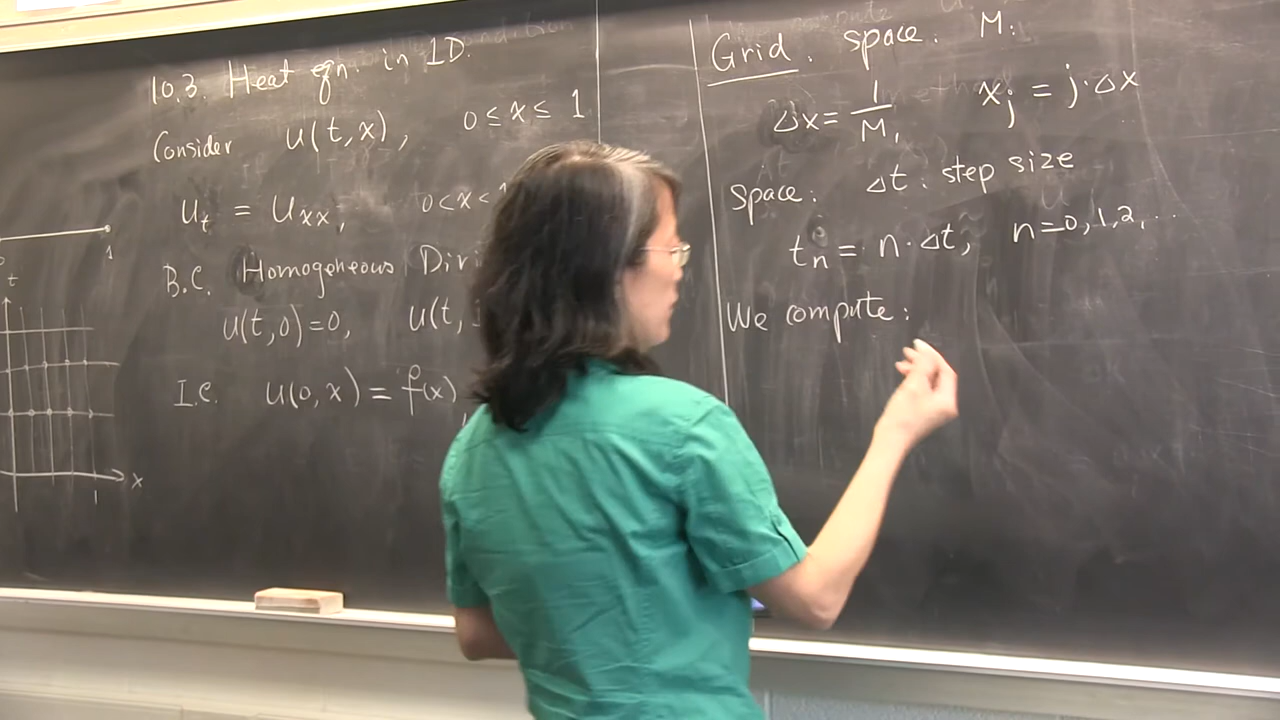 10.3. Heat eqn. in 1D.
Consider u(t,x), 0≤x≤1
u_t = u_xx, 0<x<1
B.C. Homogeneous
u(t,0)=0, u(t,
I.C. u(0,x) = f(x)
1
t
1
x
Grid. space. M.
Δx = 1/M, x_j = j·Δx
Space: Δt : step size
t_n = n·Δt, n=0,1,2,...
We compute: